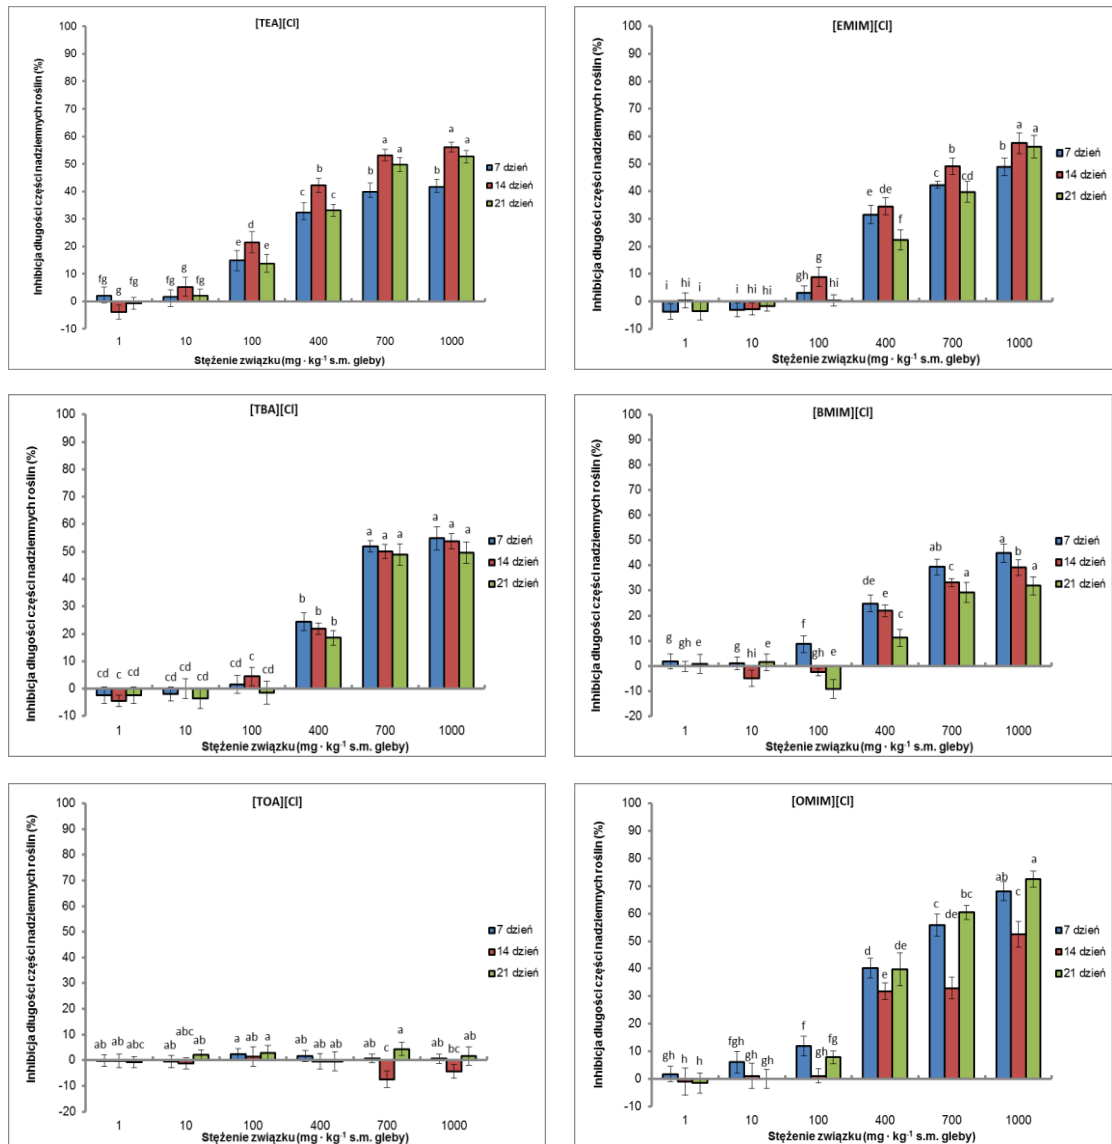 [TEA][Cl]
Inhibicja długości części nadziemnych roślin (%)
100
90
80
70
60
50
40
30
20
10
0
-10
fg g fg fg g fg e d e c b c b a a b a a
7 dzień
14 dzień
21 dzień
1 10 100 400 700 1000
Stężenie związku (mg · kg⁻¹ s.m. gleby)
[EMIM][Cl]
Inhibicja długości części nadziemnych roślin (%)
100
90
80
70
60
50
40
30
20
10
0
-10
i hi i i hi hi gh g hi e de f c b cd b a a
7 dzień
14 dzień
21 dzień
1 10 100 400 700 1000
Stężenie związku (mg · kg⁻¹ s.m. gleby)
[TBA][Cl]
Inhibicja długości części nadziemnych roślin (%)
100
90
80
70
60
50
40
30
20
10
0
-10
cd c cd cd cd cd cd c cd b b b a a a a a a
7 dzień
14 dzień
21 dzień
1 10 100 400 700 1000
Stężenie związku (mg · kg⁻¹ s.m. gleby)
[BMIM][Cl]
Inhibicja długości części nadziemnych roślin (%)
100
90
80
70
60
50
40
30
20
10
0
-10
-20
g gh e g hi e f gh e de e c ab c a a b a
7 dzień
14 dzień
21 dzień
1 10 100 400 700 1000
Stężenie związku (mg · kg⁻¹ s.m. gleby)
[TOA][Cl]
Inhibicja długości części nadziemnych roślin (%)
100
90
80
70
60
50
40
30
20
10
0
-10
-20
ab ab abc ab abc ab a ab a ab ab ab ab c a ab bc ab
7 dzień
14 dzień
21 dzień
1 10 100 400 700 1000
Stężenie związku (mg · kg⁻¹ s.m. gleby)
[OMIM][Cl]
Inhibicja długości części nadziemnych roślin (%)
100
90
80
70
60
50
40
30
20
10
0
-10
gh h h fgh gh gh f gh fg d e de c de bc ab c a
7 dzień
14 dzień
21 dzień
1 10 100 400 700 1000
Stężenie związku (mg · kg⁻¹ s.m. gleby)